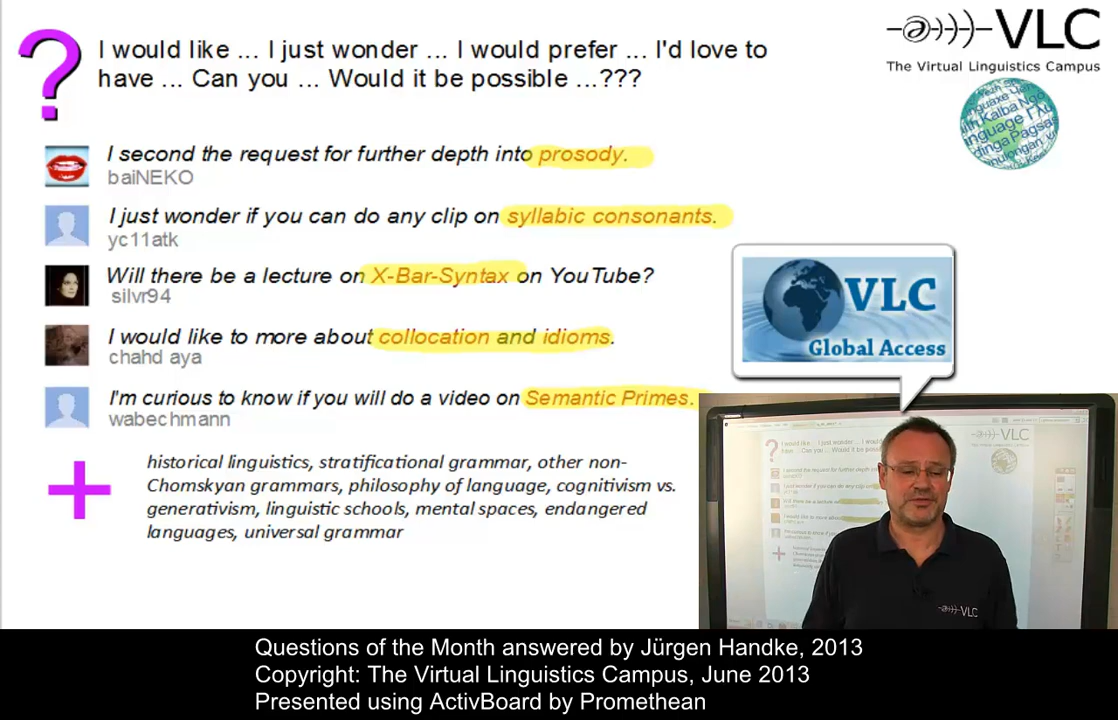 I would like ... I just wonder ... I would prefer ... I'd love to
have ... Can you ... Would it be possible ...???
VLC
The Virtual Linguistics Campus
I second the request for further depth into prosody.
baiNEKO
I just wonder if you can do any clip on syllabic consonants.
yc11atk
Will there be a lecture on X-Bar-Syntax on YouTube?
silvr94
I would like to more about collocation and idioms.
chahd aya
I'm curious to know if you will do a video on Semantic Primes.
wabechmann
VLC
Global Access
historical linguistics, stratificational grammar, other non-
Chomskyan grammars, philosophy of language, cognitivism vs.
generativism, linguistic schools, mental spaces, endangered
languages, universal grammar
VLC
Questions of the Month answered by Jürgen Handke, 2013
Copyright: The Virtual Linguistics Campus, June 2013
Presented using ActivBoard by Promethean